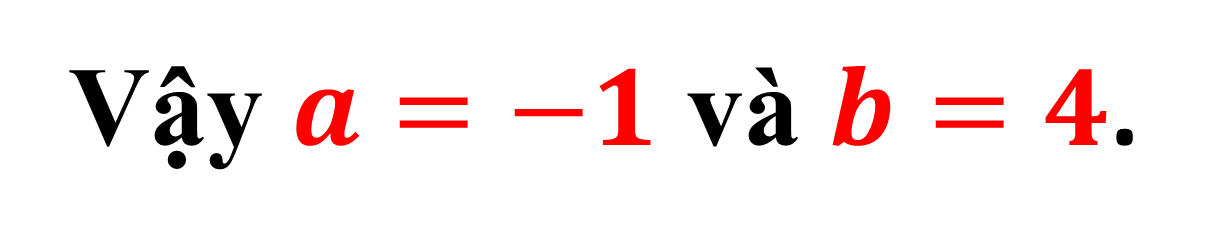 Vậy a = −1 và b = 4.